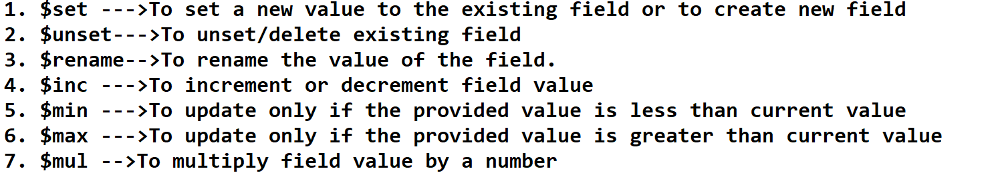 1. $set --->To set a new value to the existing field or to create new field
2. $unset--->To unset/delete existing field
3. $rename-->To rename the value of the field.
4. $inc --->To increment or decrement field value
5. $min --->To update only if the provided value is less than current value
6. $max --->To update only if the provided value is greater than current value
7. $mul -->To multiply field value by a number